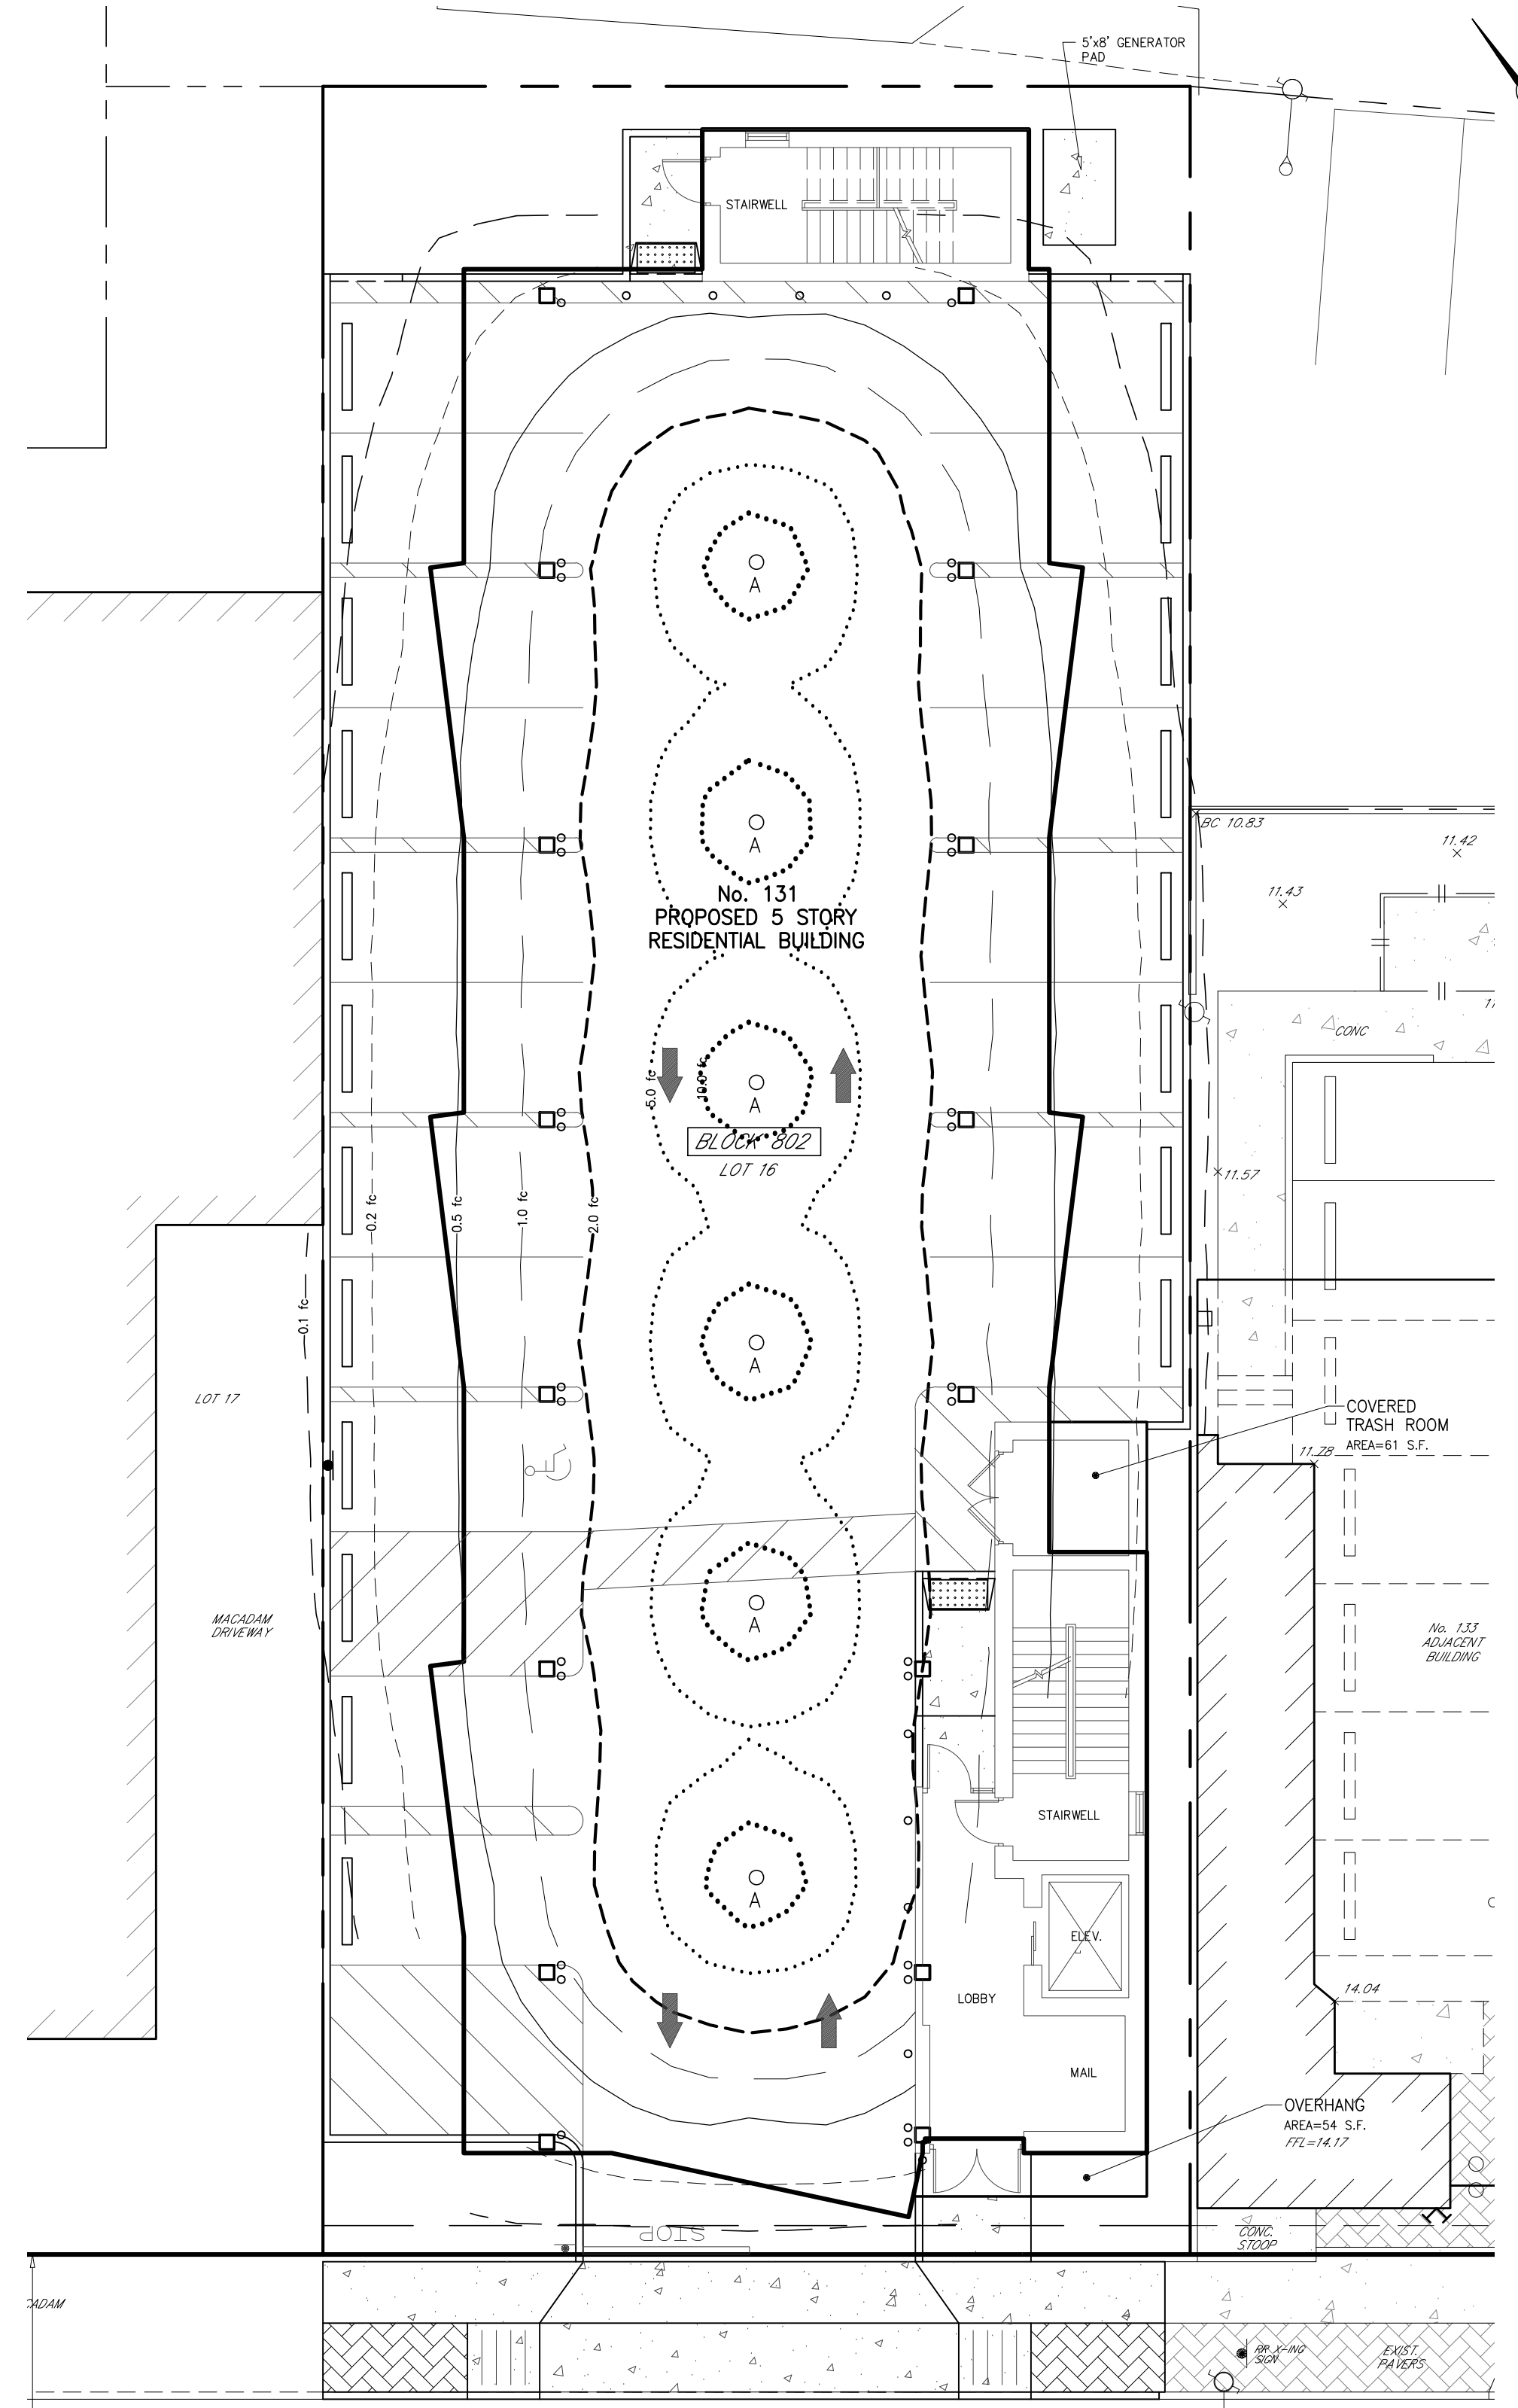 5'x8' GENERATOR
PAD
STAIRWELL
A
A
BC 10.83
11.42
11.43
No. 131
PROPOSED 5 STORY
RESIDENTIAL BUILDING
CONC
5.0 fc
10.0 fc
A
BLOCK 802
LOT 16
11.57
0.2 fc
0.5 fc
1.0 fc
2.0 fc
0.1 fc
A
LOT 17
COVERED
TRASH ROOM
AREA=61 S.F.
11.78
A
MACADAM
DRIVEWAY
No. 133
ADJACENT
BUILDING
STAIRWELL
A
ELEV.
LOBBY
14.04
MAIL
OVERHANG
AREA=54 S.F.
FFL=14.17
STOP
CONC.
STOOP
CADAM
RR X-ING
SIGN
EXIST.
PAVERS